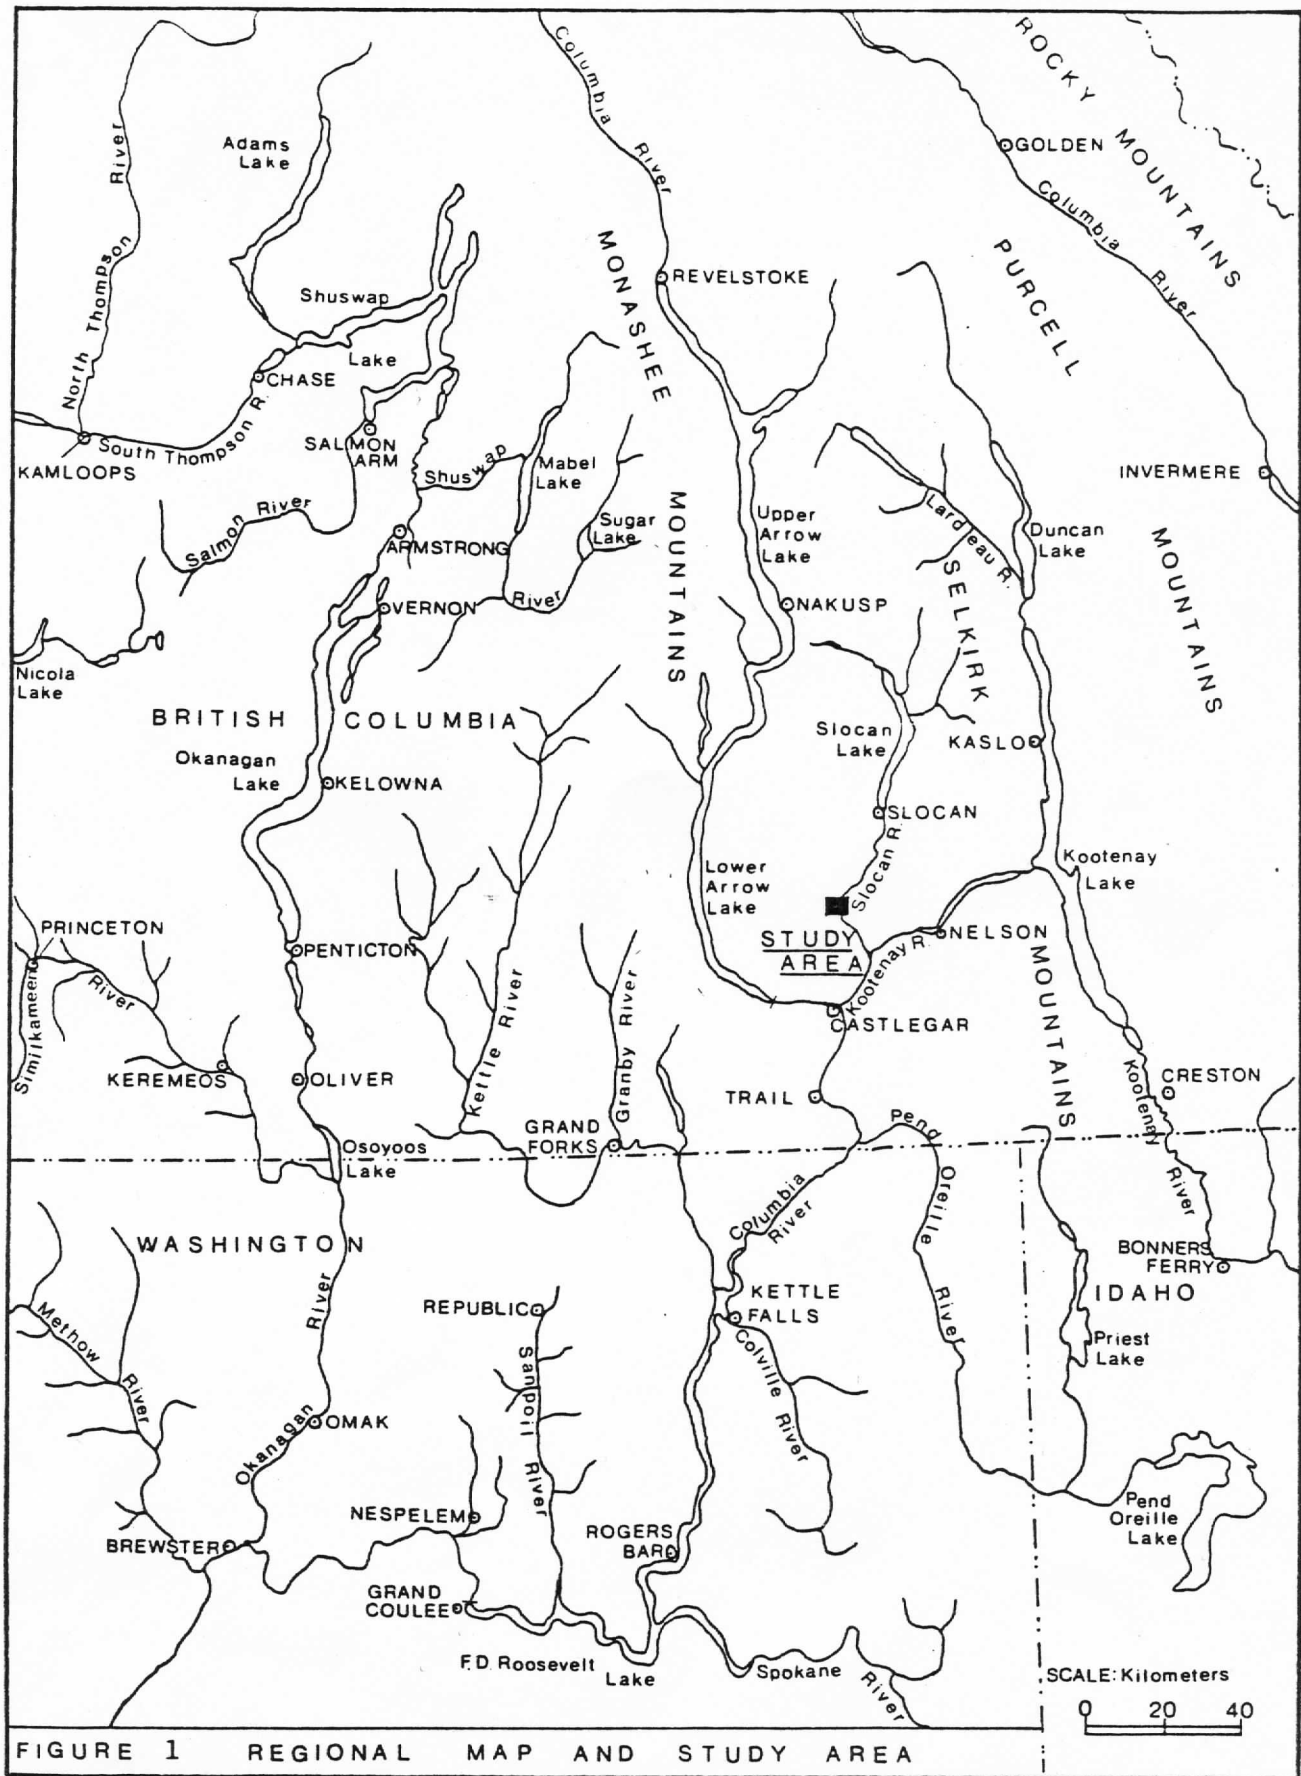 ROCKY MOUNTAINS
Columbia River
Adams
Lake
GOLDEN
Columbia River
North Thompson River
MONASHEE MOUNTAINS
PURCELL MOUNTAINS
REVELSTOKE
Shuswap
Lake
CHASE
South Thompson R.
KAMLOOPS
SALMON
ARM
Shuswap
Mabel
Lake
INVERMERE
Salmon River
Sugar
Lake
Upper
Arrow
Lake
Lardeau R.
Duncan
Lake
ARMSTRONG
SELKIRK MOUNTAINS
VERNON
River
NAKUSP
Nicola
Lake
BRITISH COLUMBIA
Okanagan
Lake
Slocan
Lake
KASLO
KELOWNA
SLOCAN
Slocan R.
Lower
Arrow
Lake
Kootenay
Lake
PRINCETON
PENTICTON
STUDY
AREA
NELSON
Kootenay R.
Similkameen River
Kettle River
Granby River
CASTLEGAR
KEREMEOS
OLIVER
TRAIL
CRESTON
Kootenay River
GRAND
FORKS
Pend Oreille River
Osoyoos
Lake
Columbia
River
WASHINGTON
BONNERS
FERRY
IDAHO
Methow River
REPUBLIC
KETTLE
FALLS
Priest
Lake
Okanagan River
Sanpoil River
Colville River
OMAK
NESPELEM
BREWSTER
ROGERS
BAR
Pend
Oreille
Lake
GRAND
COULEE
F.D. Roosevelt
Lake
Spokane River
SCALE: Kilometers
0 20 40
FIGURE 1 REGIONAL MAP AND STUDY AREA